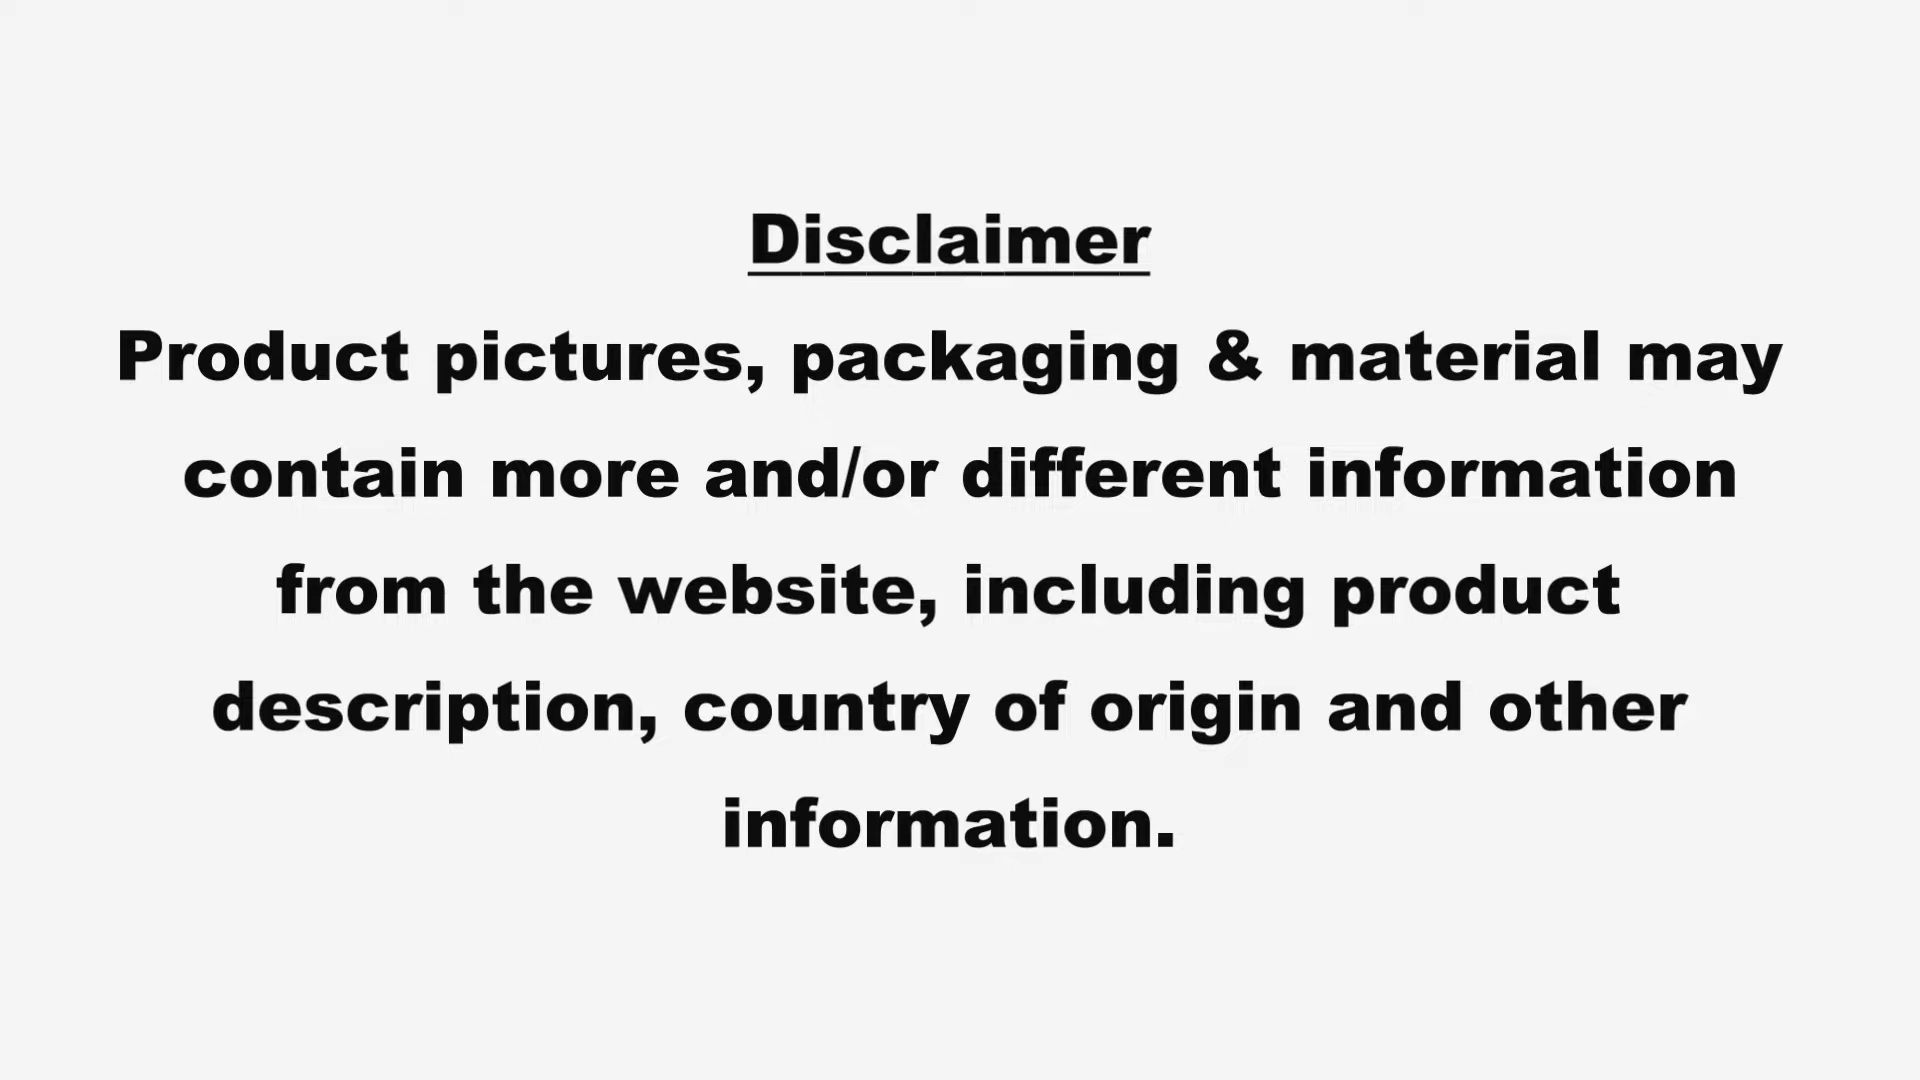 Disclaimer
Product pictures, packaging & material may
contain more and/or different information
from the website, including product
description, country of origin and other
information.